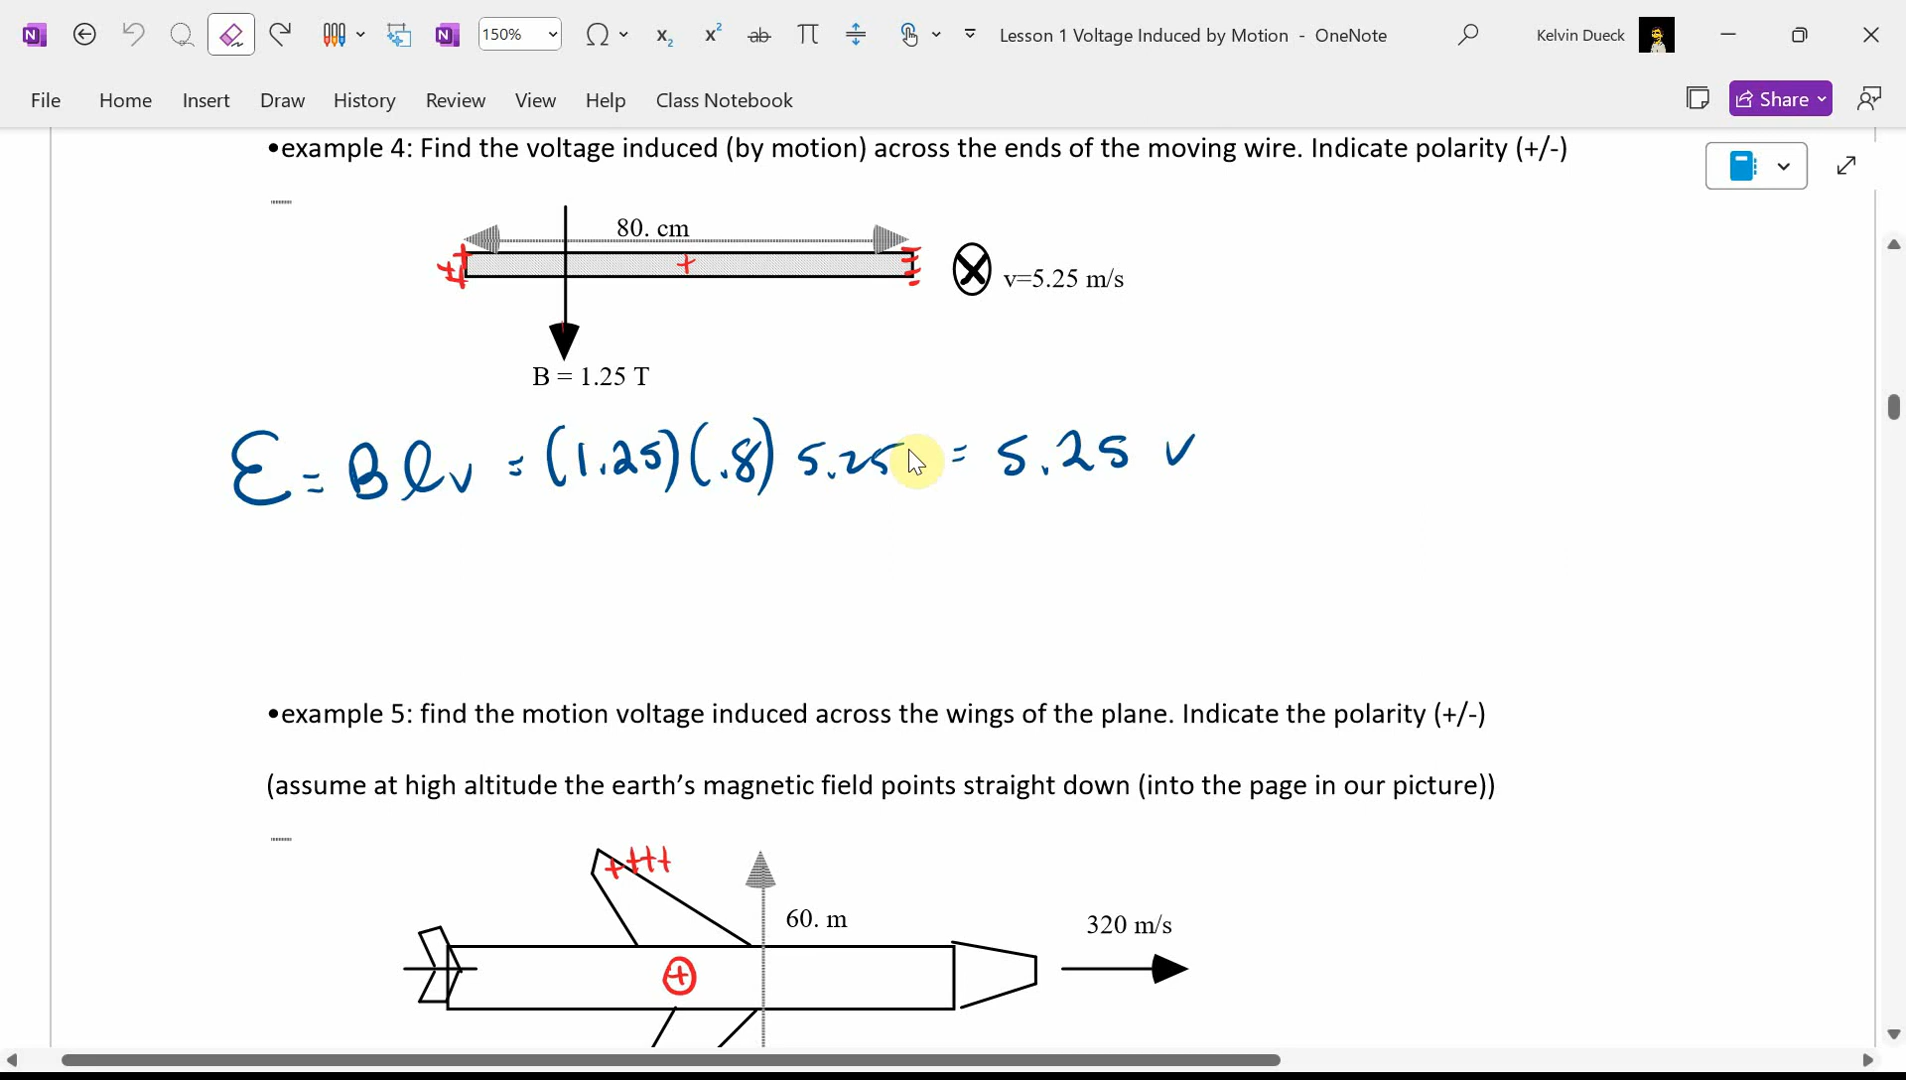 150% Ω x₂ x² ab π Lesson 1 Voltage Induced by Motion - OneNote Kelvin Dueck
File Home Insert Draw History Review View Help Class Notebook Share
•example 4: Find the voltage induced (by motion) across the ends of the moving wire. Indicate polarity (+/-)
80. cm
v=5.25 m/s
B = 1.25 T
Ɛ = Blv = (1.25)(.8) 5.25 = 5.25 v
•example 5: find the motion voltage induced across the wings of the plane. Indicate the polarity (+/-)
(assume at high altitude the earth’s magnetic field points straight down (into the page in our picture))
++++
60. m
320 m/s
+